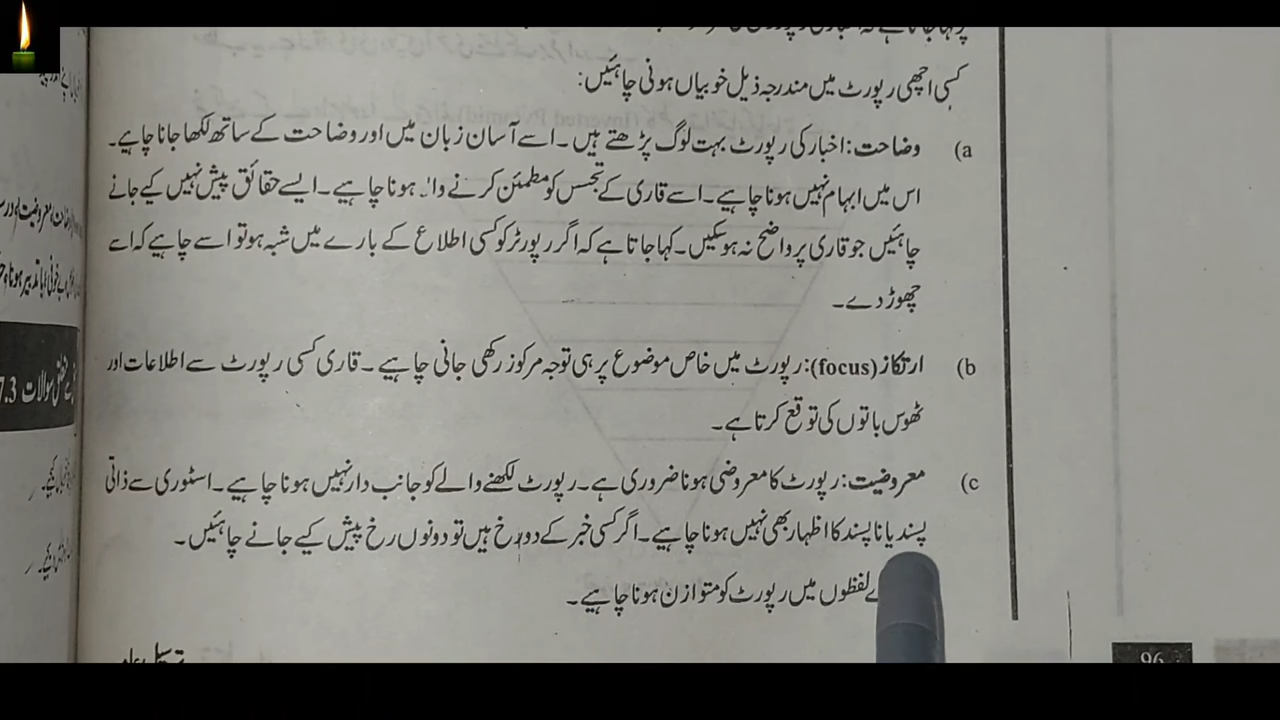 کسی اچھی رپورٹ میں مندرجہ ذیل خوبیاں ہونی چاہئیں:
(a وضاحت: اخبار کی رپورٹ بہت لوگ پڑھتے ہیں۔ اسے آسان زبان میں اور وضاحت کے ساتھ لکھا جانا چاہیے۔
اس میں ابہام نہیں ہونا چاہیے۔ اسے قاری کے تجسس کو مطمئن کرنے والا ہونا چاہیے۔ ایسے حقائق پیش نہیں کیے جانے
چاہئیں جو قاری پر واضح نہ ہوسکیں۔ کہا جاتا ہے کہ اگر رپورٹر کو کسی اطلاع کے بارے میں شبہ ہو تو اسے چاہیے کہ اسے
چھوڑ دے۔
(b ارتکاز (focus): رپورٹ میں خاص موضوع پر ہی توجہ مرکوز رکھی جانی چاہیے۔ قاری کسی رپورٹ سے اطلاعات اور
ٹھوس باتوں کی توقع کرتا ہے۔
(c معروضیت: رپورٹ کا معروضی ہونا ضروری ہے۔ رپورٹ لکھنے والے کو جانب دار نہیں ہونا چاہیے۔ اسٹوری سے ذاتی
پسند یا ناپسند کا اظہار بھی نہیں ہونا چاہیے۔ اگر کسی خبر کے دو رخ ہیں تو دونوں رخ پیش کیے جانے چاہئیں۔
لفظوں میں رپورٹ کو متوازن ہونا چاہیے۔
96
سوالات 7.3